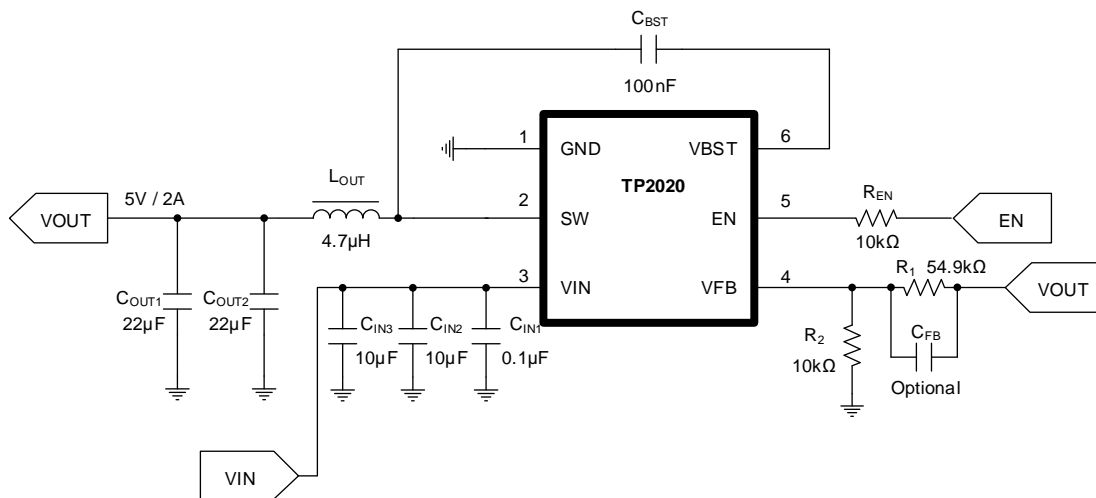 CBST
100nF
1
GND
VBST
6
TP2020
LOUT
5V / 2A
VOUT
4.7µH
2
SW
EN
5
REN
10kΩ
EN
3
VIN
VFB
4
R1 54.9kΩ
VOUT
COUT1
22µF
COUT2
22µF
CIN3
10µF
CIN2
10µF
CIN1
0.1µF
R2
10kΩ
CFB
Optional
VIN